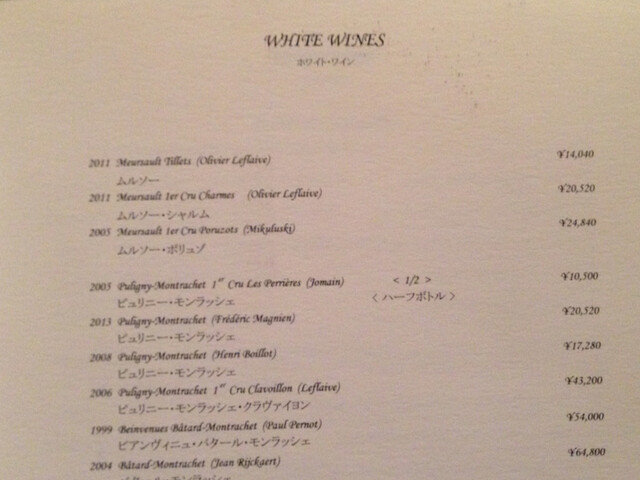 WHITE WINES
ホワイト・ワイン
2011 Meursault Tillets (Olivier Leflaive) ¥14,040
ムルソー
2011 Meursault 1er Cru Charmes (Olivier Leflaive) ¥20,520
ムルソー・シャルム
2005 Meursault 1er Cru Poruzots (Mikuluski) ¥24,840
ムルソー・ポリュゾ
2005 Puligny-Montrachet 1er Cru Les Perrières (Jomain) < 1/2 > ¥10,500
ピュリニー・モンラッシェ 〈 ハーフボトル 〉
2013 Puligny-Montrachet (Frédéric Magnien) ¥20,520
ピュリニー・モンラッシェ
2008 Puligny-Montrachet (Henri Boillot) ¥17,280
ピュリニー・モンラッシェ
2006 Puligny-Montrachet 1er Cru Clavoillon (Leflaive) ¥43,200
ピュリニー・モンラッシェ・クラヴァイヨン
1999 Beinvenues Bâtard-Montrachet (Paul Pernot) ¥54,000
ビアンヴィニュ・バタール・モンラッシェ
2004 Bâtard-Montrachet (Jean Rijckaert) ¥64,800